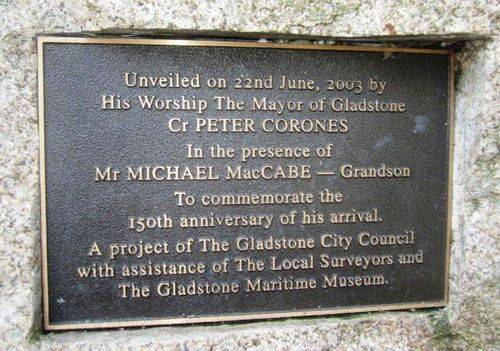 Unveiled on 22nd June, 2003 by
His Worship The Mayor of Gladstone
Cr PETER CORONES
In the presence of
Mr MICHAEL MacCABE — Grandson
To commemorate the
150th anniversary of his arrival.
A project of The Gladstone City Council
with assistance of The Local Surveyors and
The Gladstone Maritime Museum.